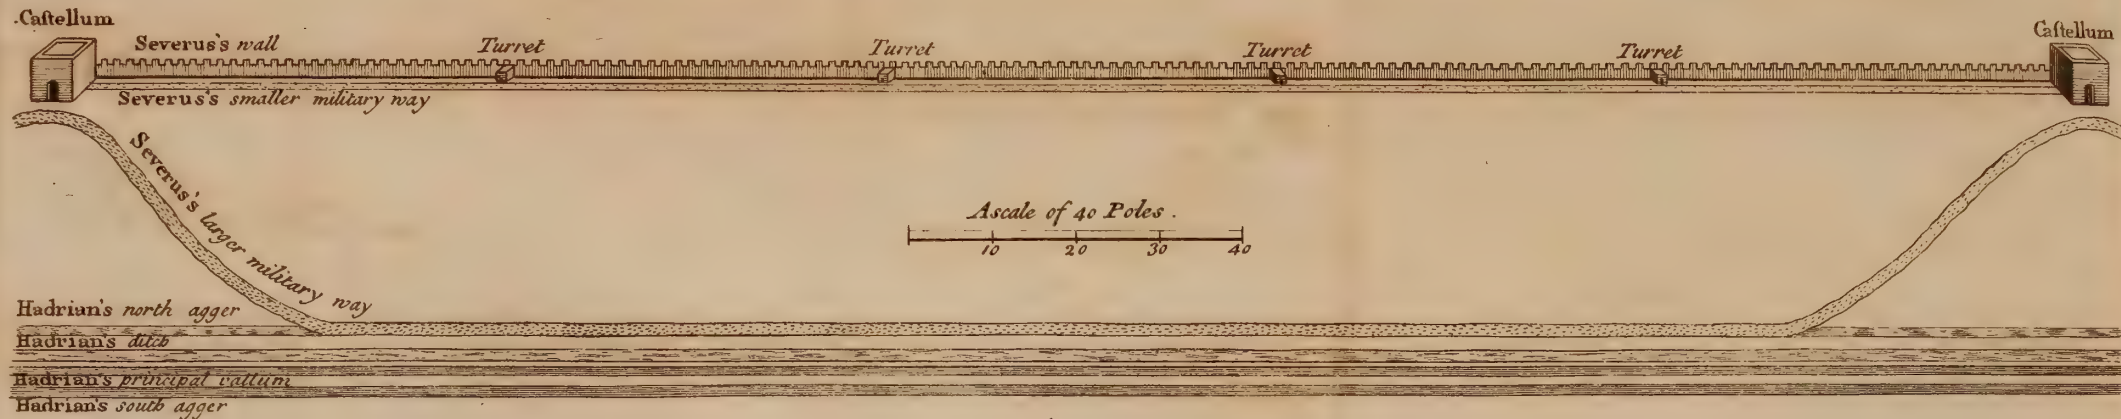 .Caſtellum
Severus's wall
Turret
Turret
Turret
Turret
Caſtellum
Severus's smaller military way
Severus's larger military way
A scale of 40 Poles.
10 20 30 40
Hadrian's north agger
Hadrian's ditch
Hadrian's principal vallum
Hadrian's south agger